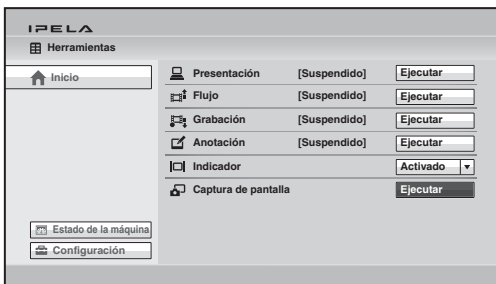 IPELA
Herramientas
Inicio
Presentación [Suspendido] Ejecutar
Flujo [Suspendido] Ejecutar
Grabación [Suspendido] Ejecutar
Anotación [Suspendido] Ejecutar
Indicador Activado
Captura de pantalla Ejecutar
Estado de la máquina
Configuración